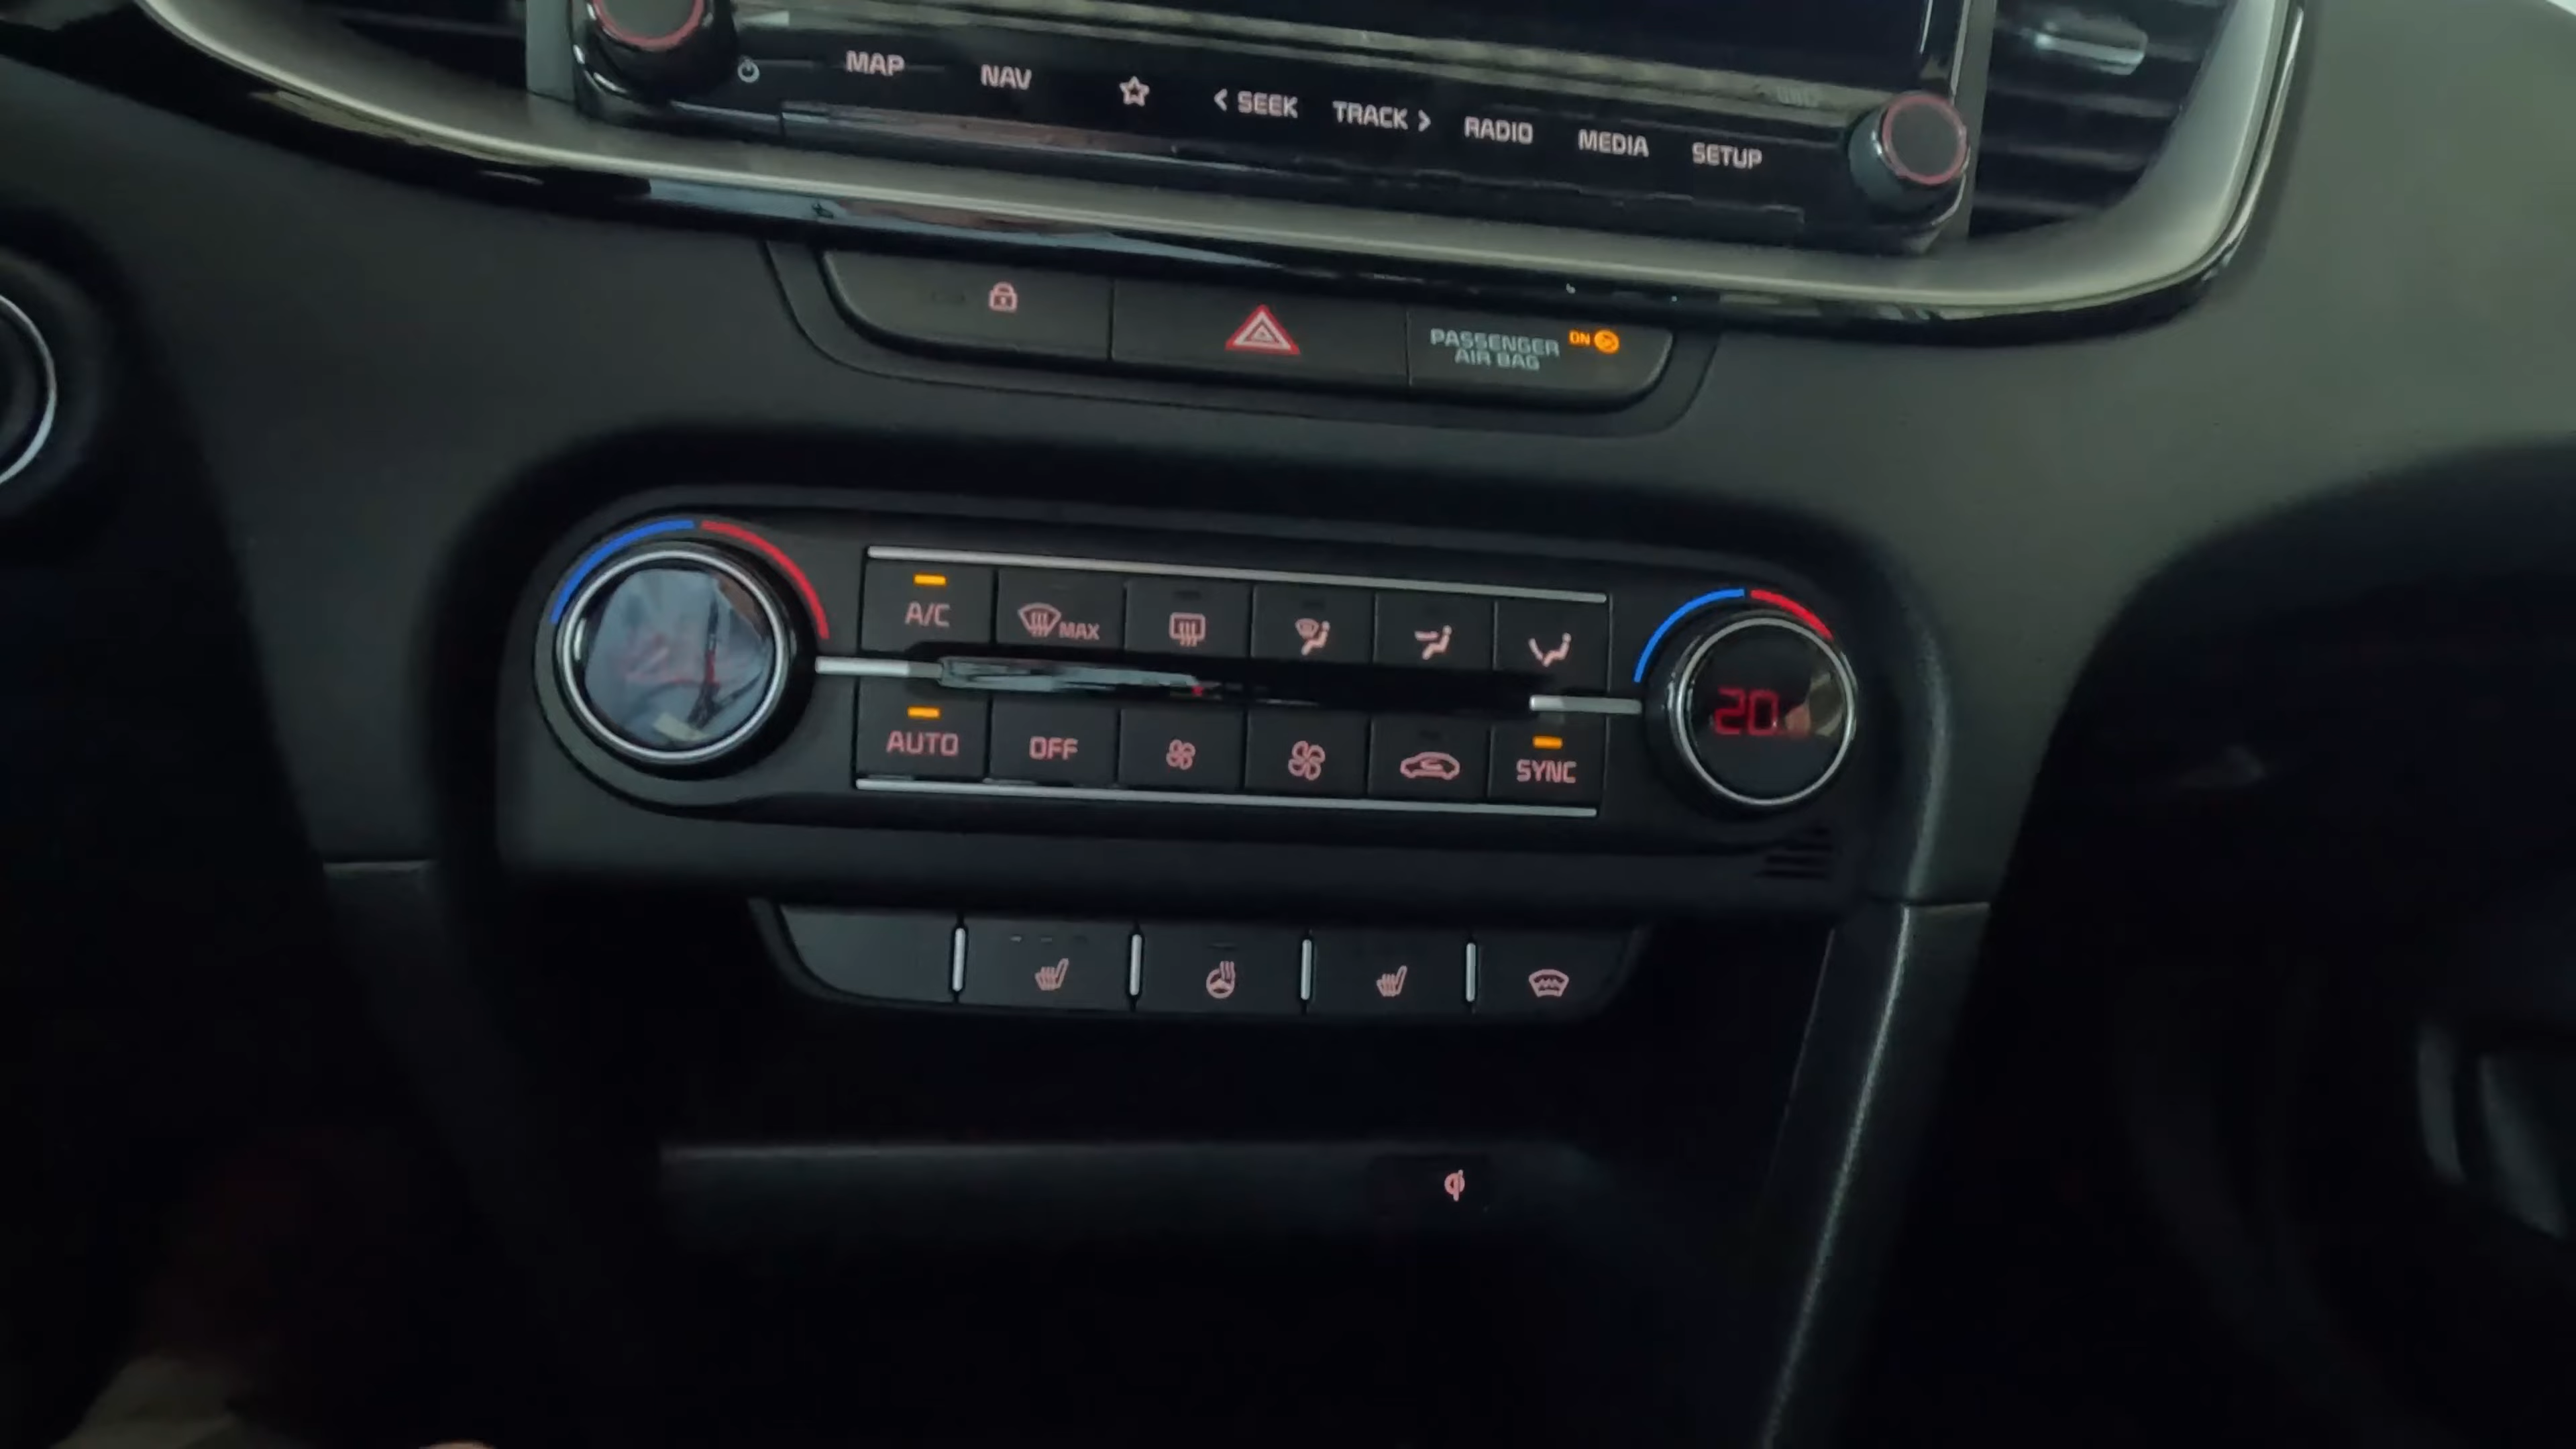 MAP NAV < SEEK TRACK > RADIO MEDIA SETUP
PASSENGER ON
AIR BAG
A/C MAX
AUTO OFF SYNC
20